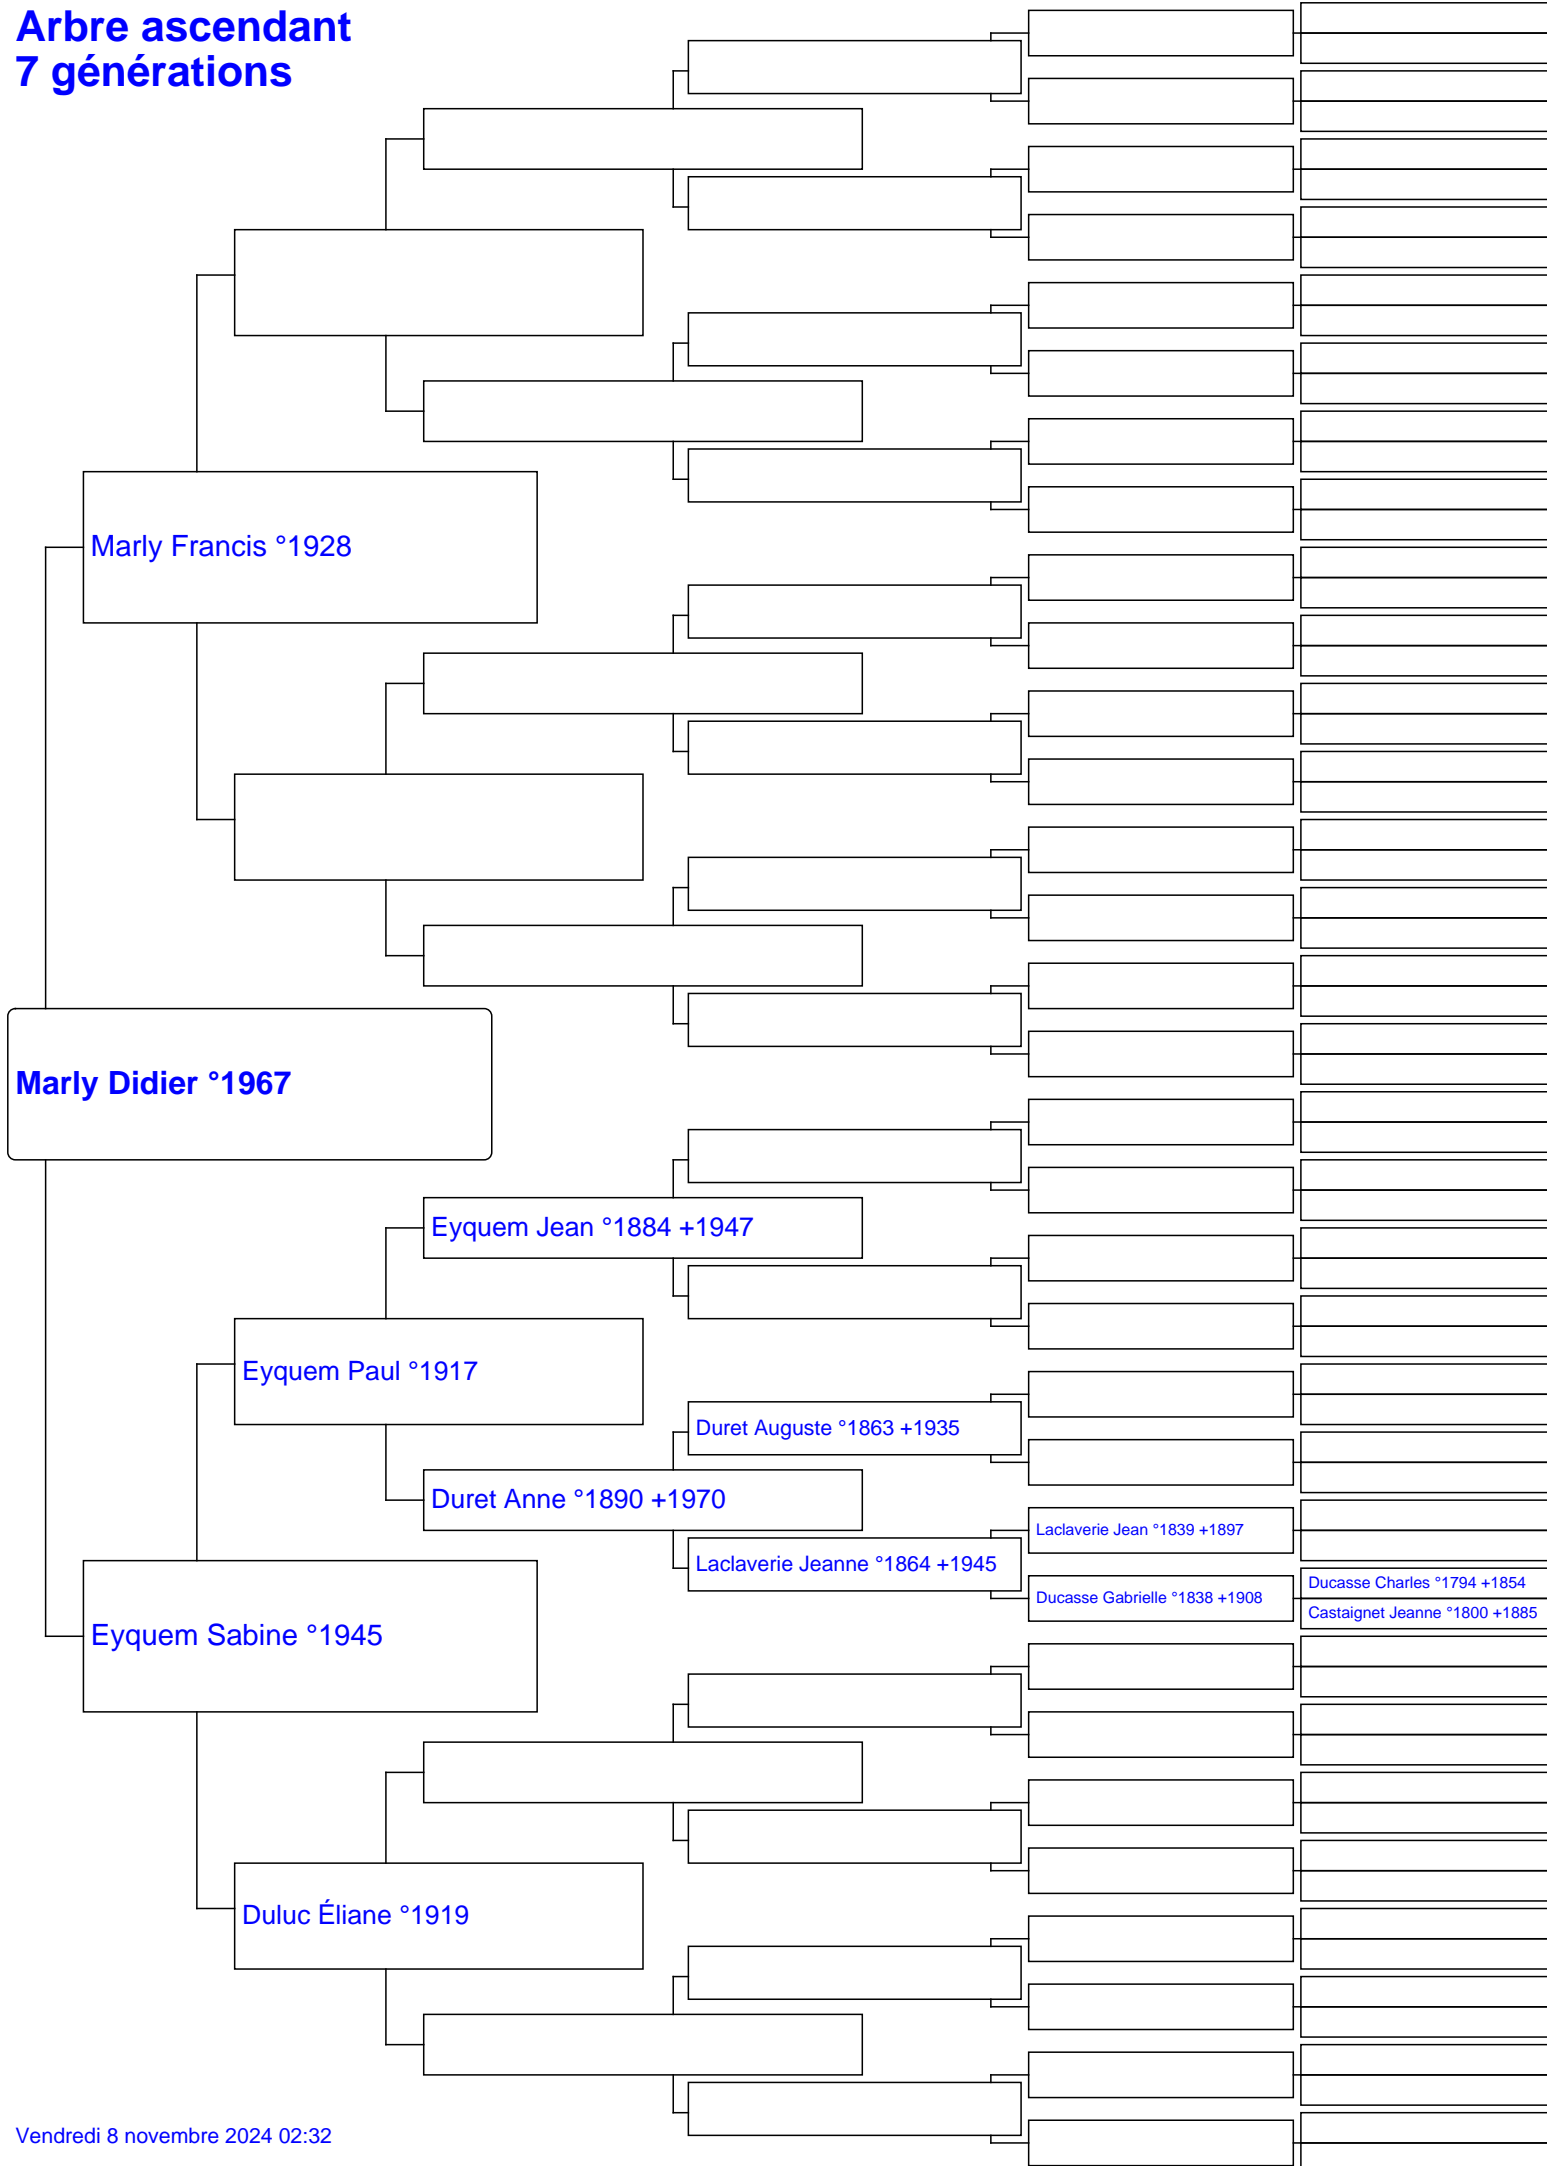 Arbre ascendant
7 générations
Marly Francis °1928
Marly Didier °1967
Eyquem Jean °1884 +1947
Eyquem Paul °1917
Duret Auguste °1863 +1935
Duret Anne °1890 +1970
Laclaverie Jean °1839 +1897
Laclaverie Jeanne °1864 +1945
Ducasse Charles °1794 +1854
Ducasse Gabrielle °1838 +1908
Castaignet Jeanne °1800 +1885
Eyquem Sabine °1945
Duluc Éliane °1919
Vendredi 8 novembre 2024 02:32